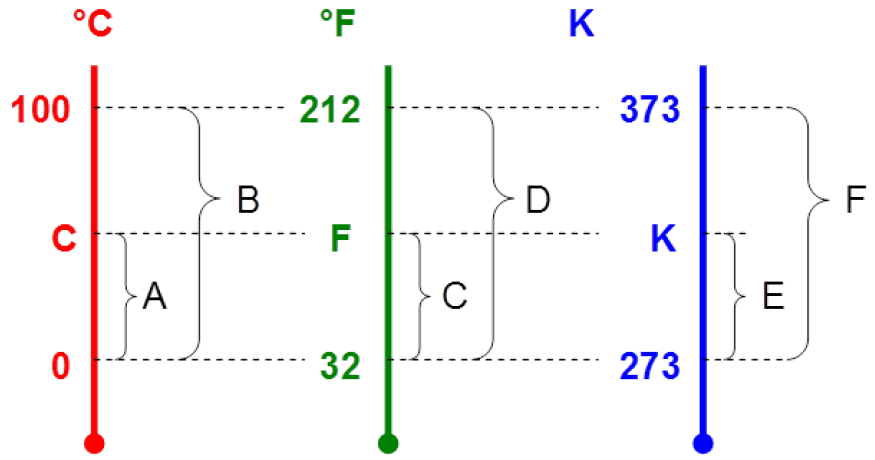 °C °F K
100 212 373
B D F
C F K
A C E
0 32 273